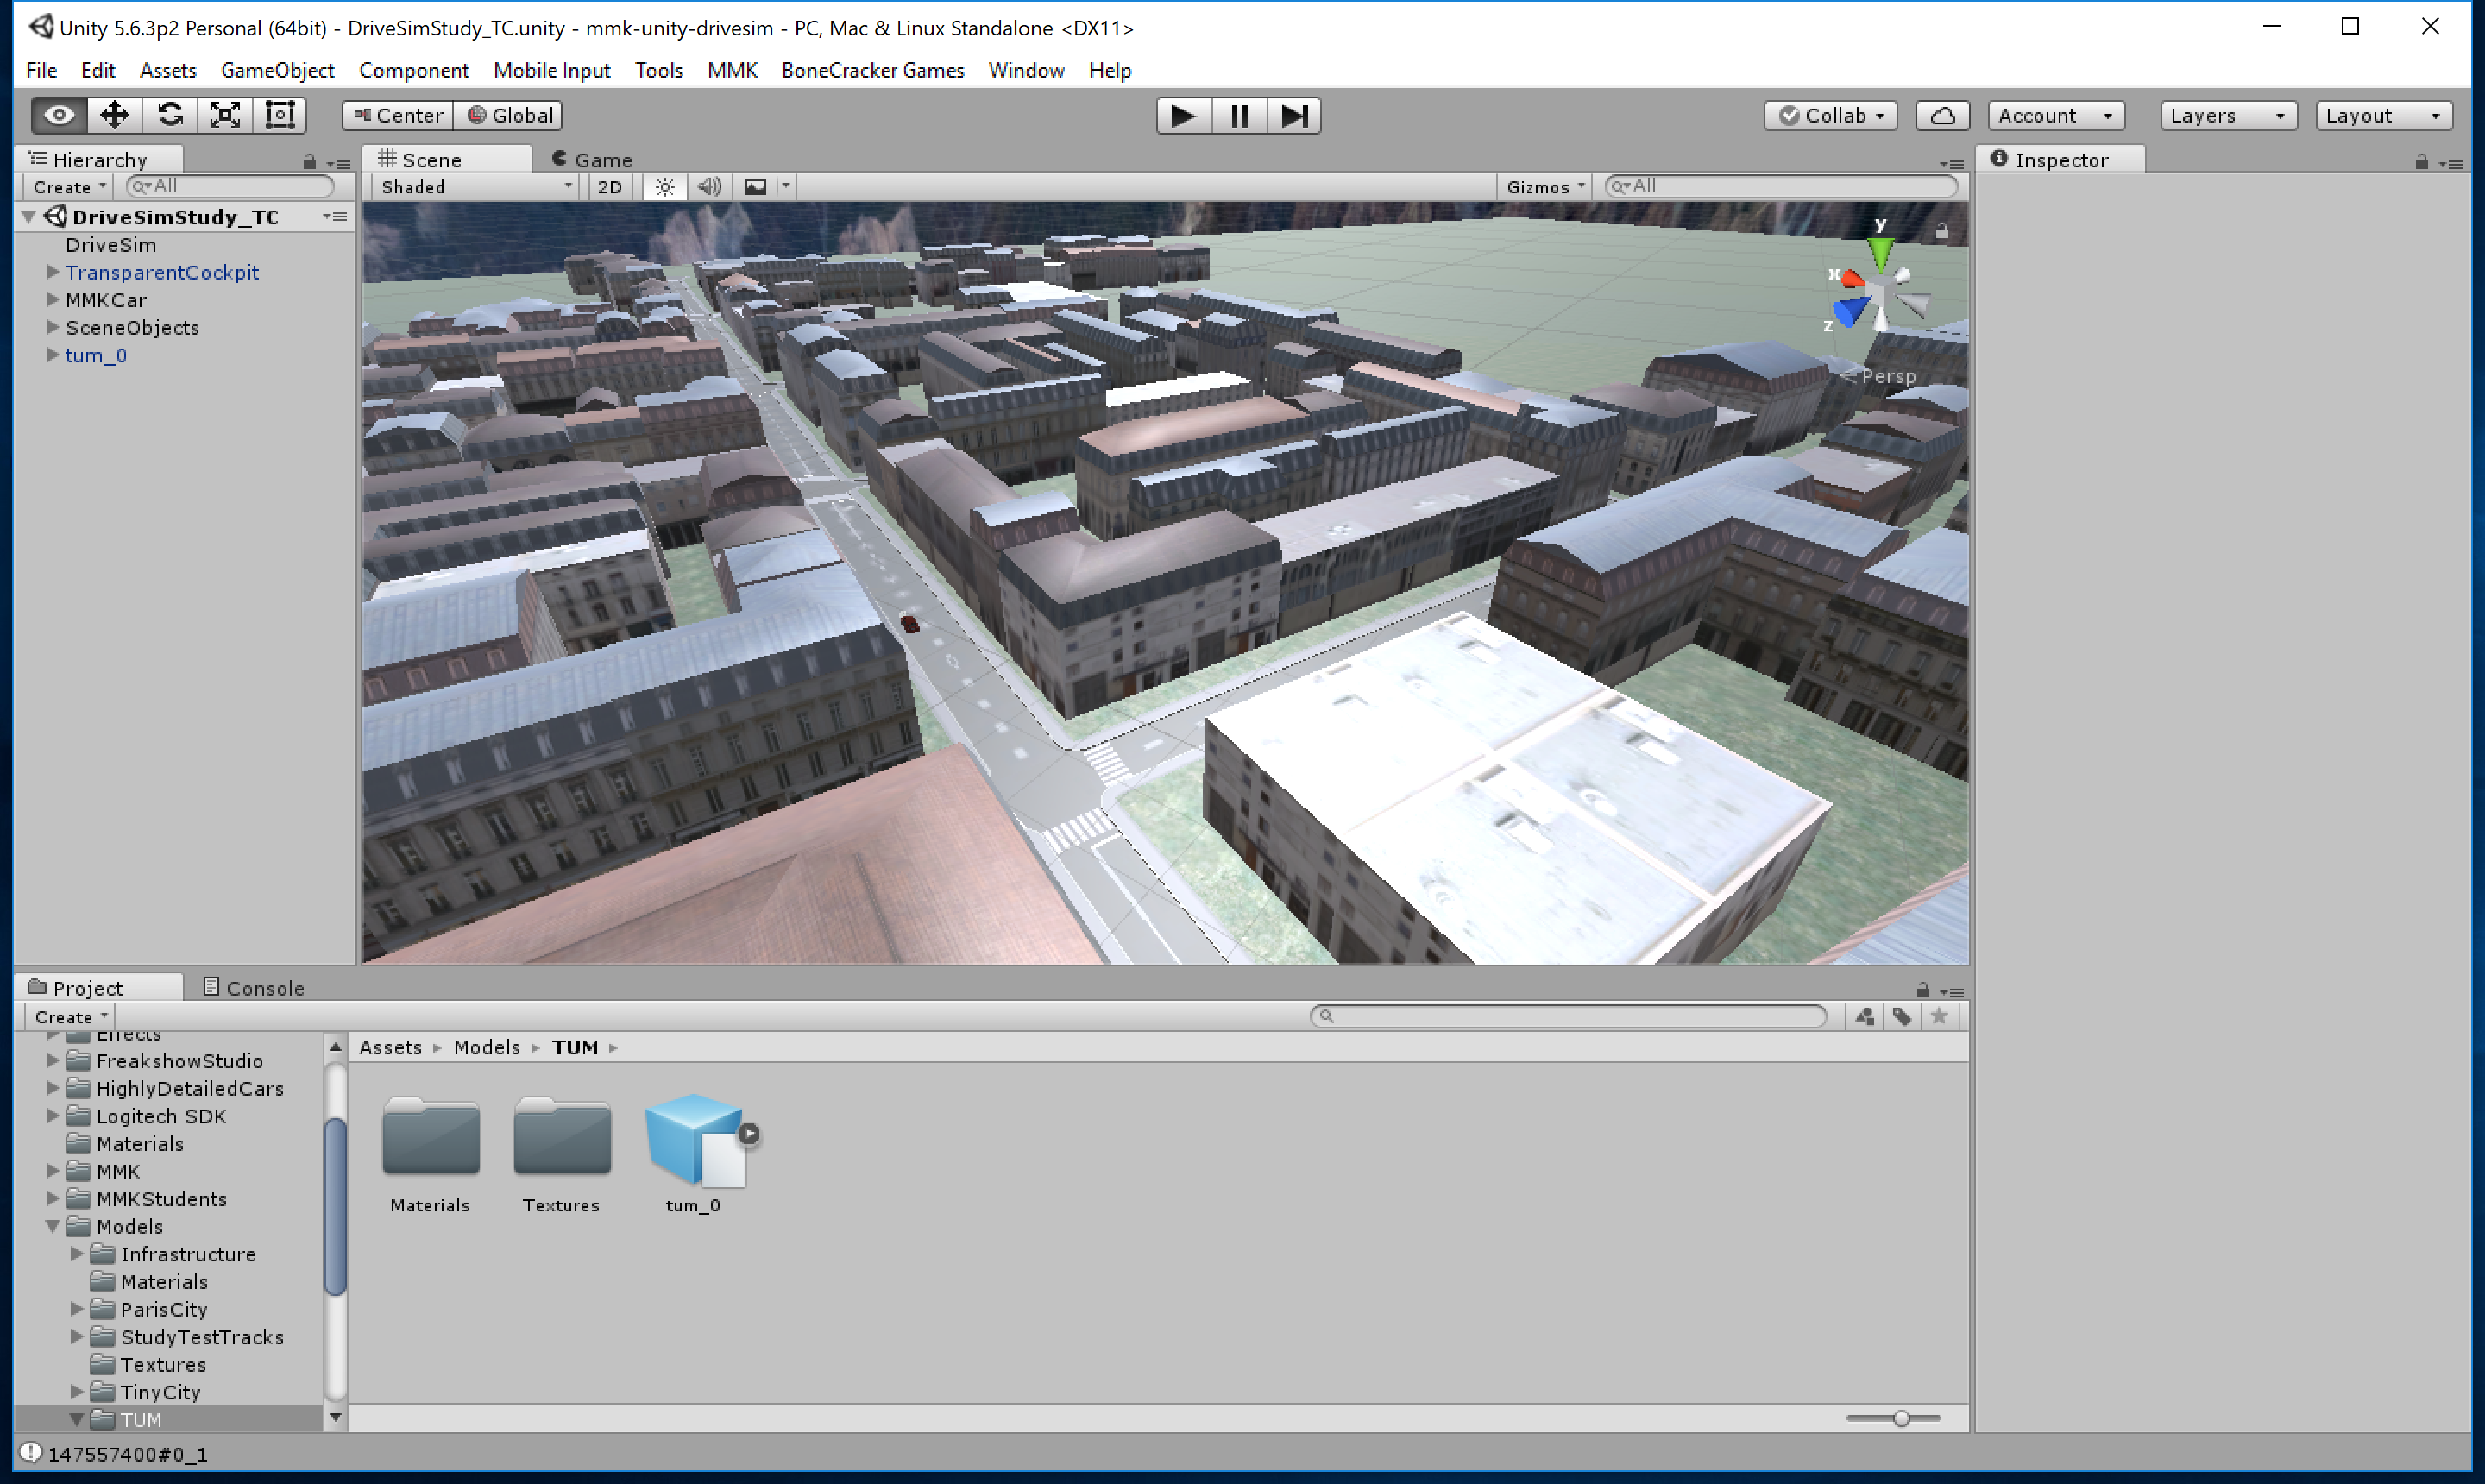 Unity 5.6.3p2 Personal (64bit) - DriveSimStudy_TC.unity - mmk-unity-drivesim - PC, Mac & Linux Standalone <DX11>
File Edit Assets GameObject Component Mobile Input Tools MMK BoneCracker Games Window Help
Center Global Collab Account Layers Layout
Hierarchy Scene Game Inspector
Create All Shaded 2D Gizmos All
DriveSimStudy_TC
DriveSim
TransparentCockpit
MMKCar
SceneObjects
tum_0
y
x
z
Persp
Project Console
Create
Effects
FreakshowStudio
HighlyDetailedCars
Logitech SDK
Materials
MMK
MMKStudents
Models
Infrastructure
Materials
ParisCity
StudyTestTracks
Textures
TinyCity
TUM
Assets Models TUM
Materials Textures tum_0
147557400#0_1